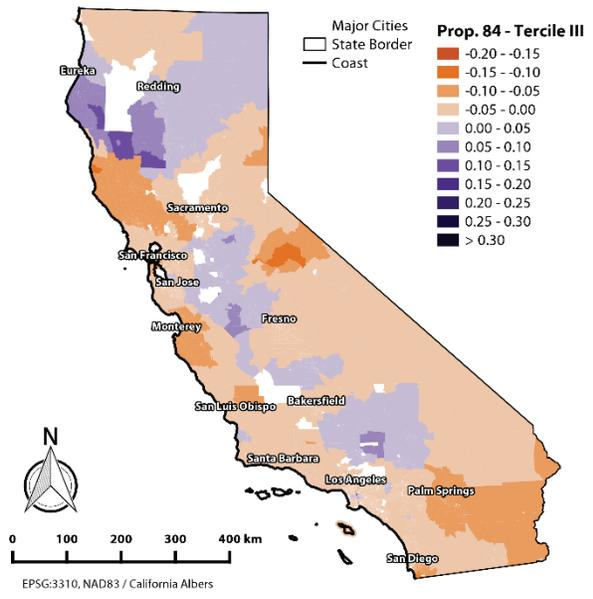 Major Cities
State Border
Coast
Prop. 84 - Tercile III
-0.20 - -0.15
-0.15 - -0.10
-0.10 - -0.05
-0.05 - 0.00
0.00 - 0.05
0.05 - 0.10
0.10 - 0.15
0.15 - 0.20
0.20 - 0.25
0.25 - 0.30
> 0.30
Eureka
Redding
Sacramento
San Francisco
San Jose
Monterey
Fresno
San Luis Obispo
Bakersfield
Santa Barbara
Los Angeles
Palm Springs
San Diego
N
0 100 200 300 400 km
EPSG:3310, NAD83 / California Albers